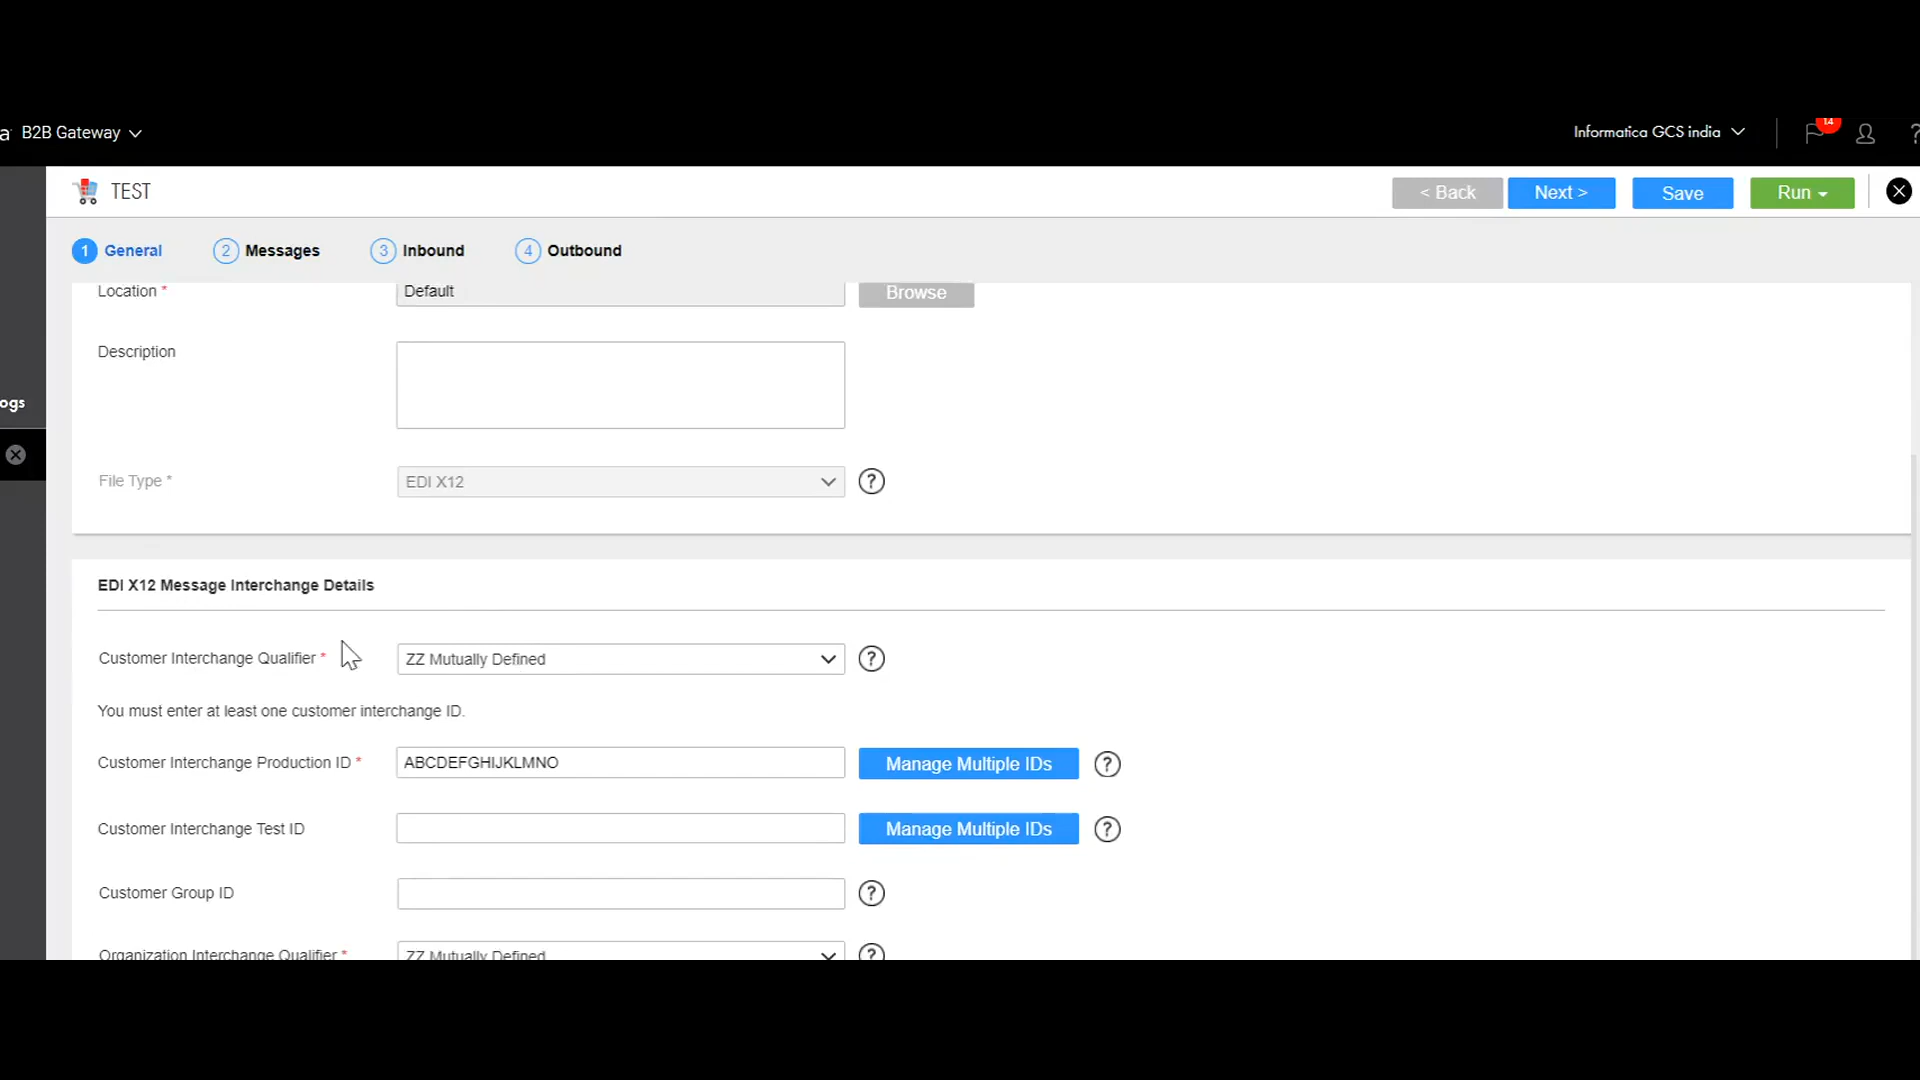 a B2B Gateway
Informatica GCS india
14
?
TEST
< Back
Next >
Save
Run
1 General
2 Messages
3 Inbound
4 Outbound
Location *
Default
Browse
Description
ogs
File Type *
EDI X12
?
EDI X12 Message Interchange Details
Customer Interchange Qualifier *
ZZ Mutually Defined
?
You must enter at least one customer interchange ID.
Customer Interchange Production ID *
ABCDEFGHIJKLMNO
Manage Multiple IDs
?
Customer Interchange Test ID
Manage Multiple IDs
?
Customer Group ID
?
Organization Interchange Qualifier *
ZZ Mutually Defined
?